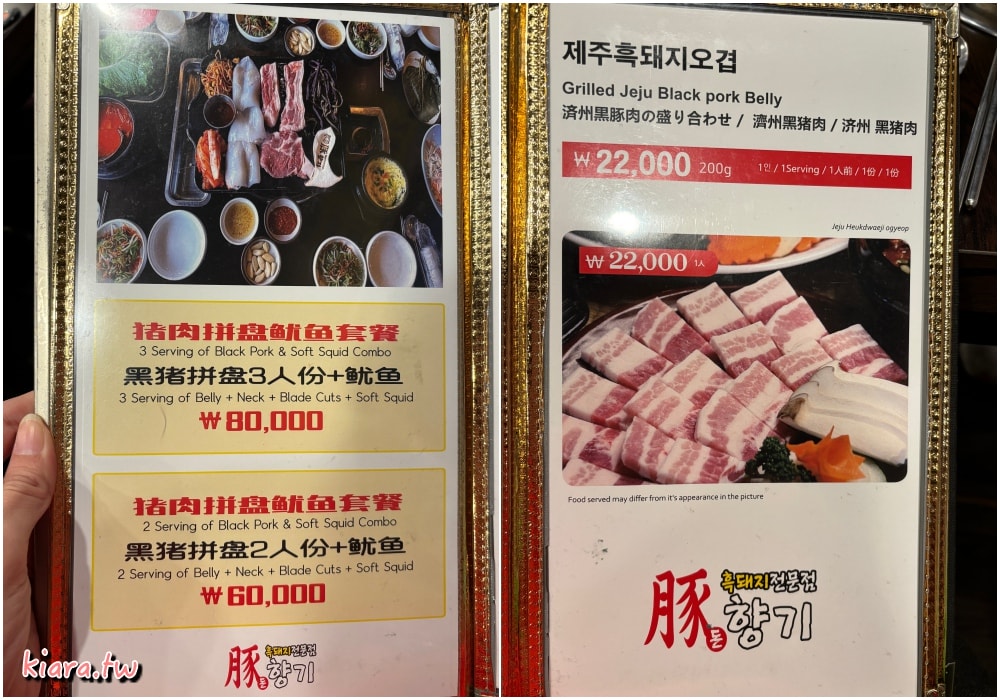 猪肉拼盘鱿鱼套餐
3 Serving of Black Pork & Soft Squid Combo
黑猪拼盘3人份+鱿鱼
3 Serving of Belly + Neck + Blade Cuts + Soft Squid
₩80,000
猪肉拼盘鱿鱼套餐
2 Serving of Black Pork & Soft Squid Combo
黑猪拼盘2人份+鱿鱼
2 Serving of Belly + Neck + Blade Cuts + Soft Squid
₩60,000
豚돈 흑돼지전문점
향기
kiara.tw
제주흑돼지오겹
Grilled Jeju Black pork Belly
済州黒豚肉の盛り合わせ / 濟州黑猪肉 / 济州 黑猪肉
₩ 22,000 200g 1인 / 1Serving / 1人前 / 1份 / 1份
Jeju Heukdwaeji ogyeop
₩ 22,000 1人
Food served may differ from it's appearance in the picture
豚돈 흑돼지전문점
향기